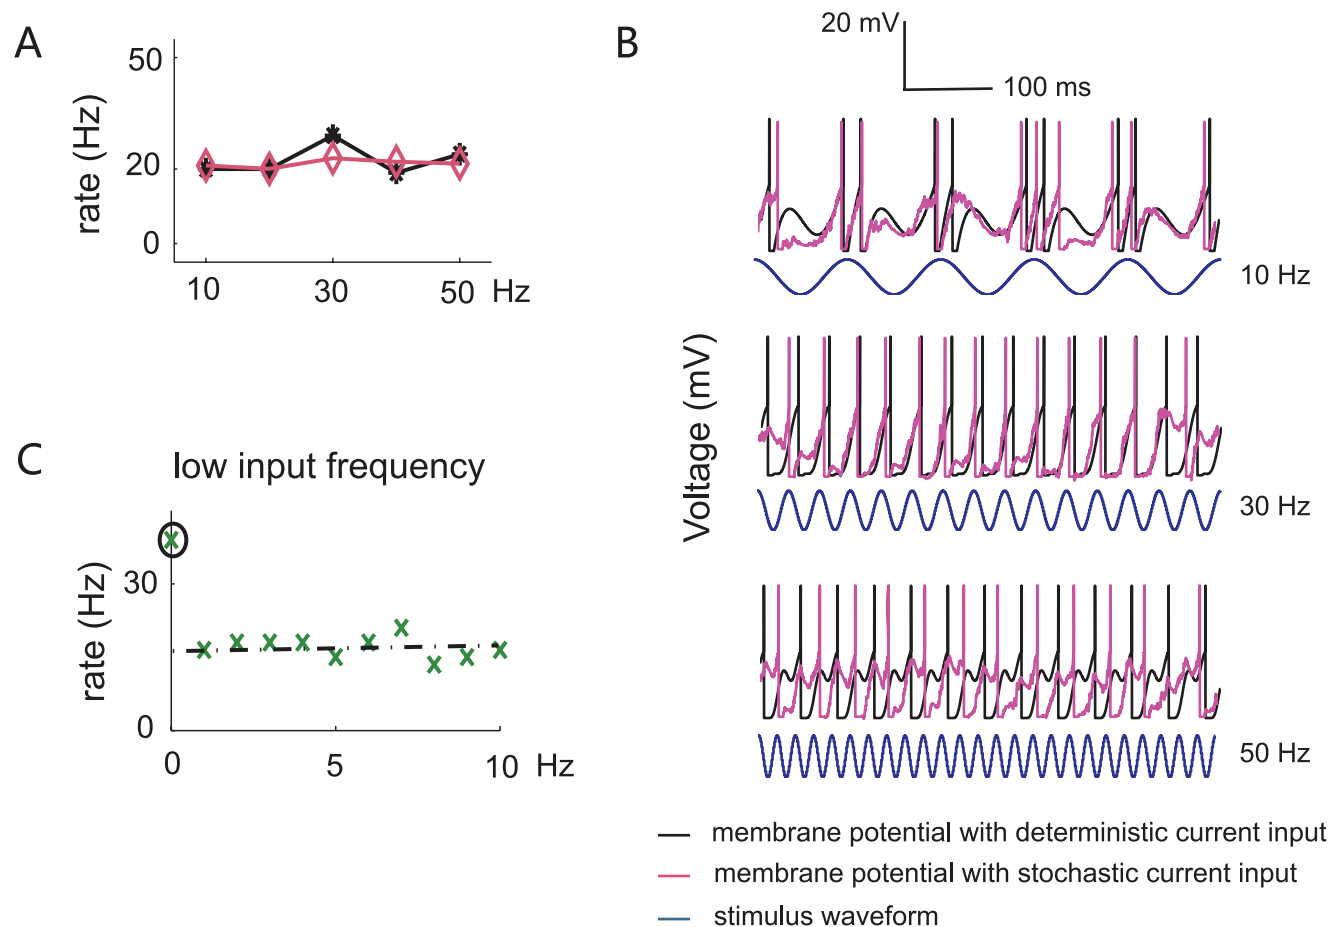 A
50
20
0
rate (Hz)
10
30
50
Hz
B
20 mV
100 ms
Voltage (mV)
10 Hz
30 Hz
50 Hz
C
low input frequency
30
0
rate (Hz)
0
5
10
Hz
membrane potential with deterministic current input
membrane potential with stochastic current input
stimulus waveform